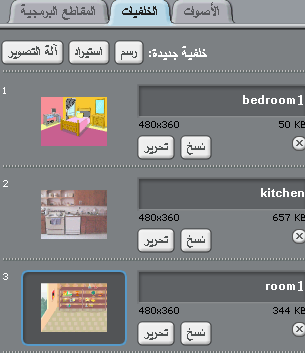 الأصوات الخلفيات المقاطع البرمجية
خلفية جديدة: رسم استيراد آلة التصوير
1
bedroom1
480x360 50 KB
نسخ تحرير
2
kitchen
480x360 657 KB
نسخ تحرير
3
room1
480x360 344 KB
نسخ تحرير